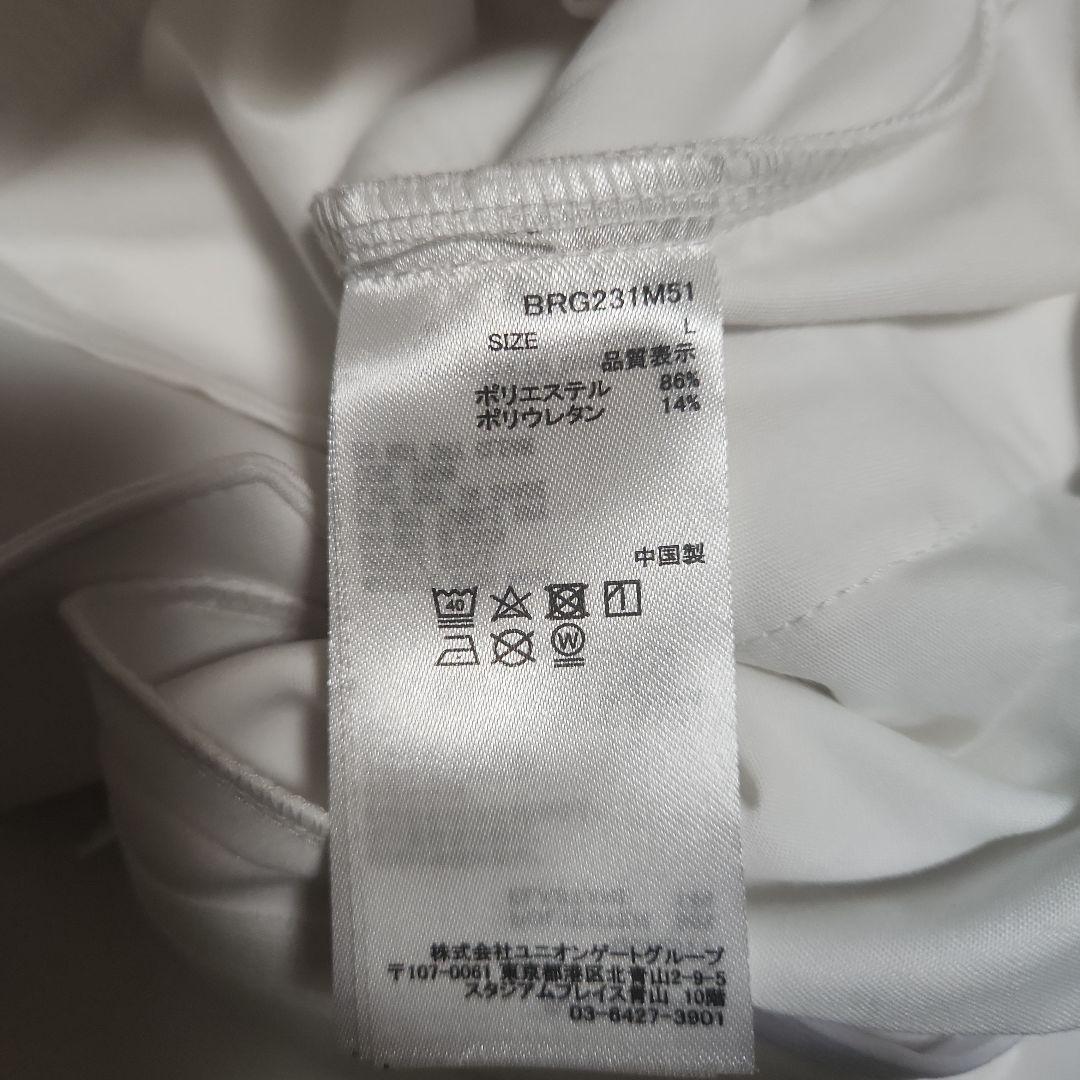 BRG231M51
SIZE L
品質表示
ポリエステル 86%
ポリウレタン 14%
中国製
40
W
株式会社ユニオンゲートグループ
〒107-0061 東京都港区北青山2-9-5
スタジアムプレイス青山 10階
03-6427-3901